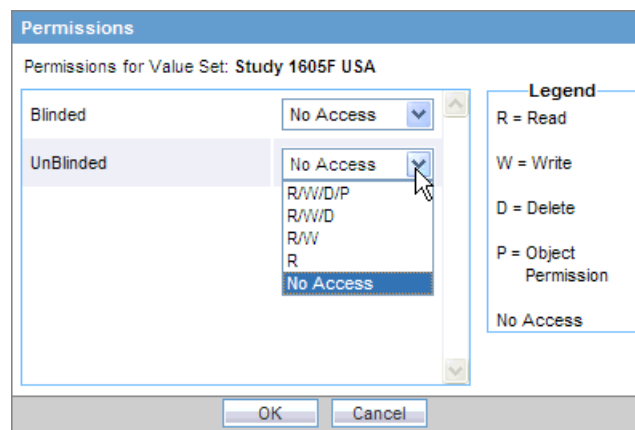 Permissions
Permissions for Value Set: Study 1605F USA
Blinded
No Access
UnBlinded
No Access
R/W/D/P
R/W/D
R/W
R
No Access
Legend
R = Read
W = Write
D = Delete
P = Object
Permission
No Access
OK
Cancel